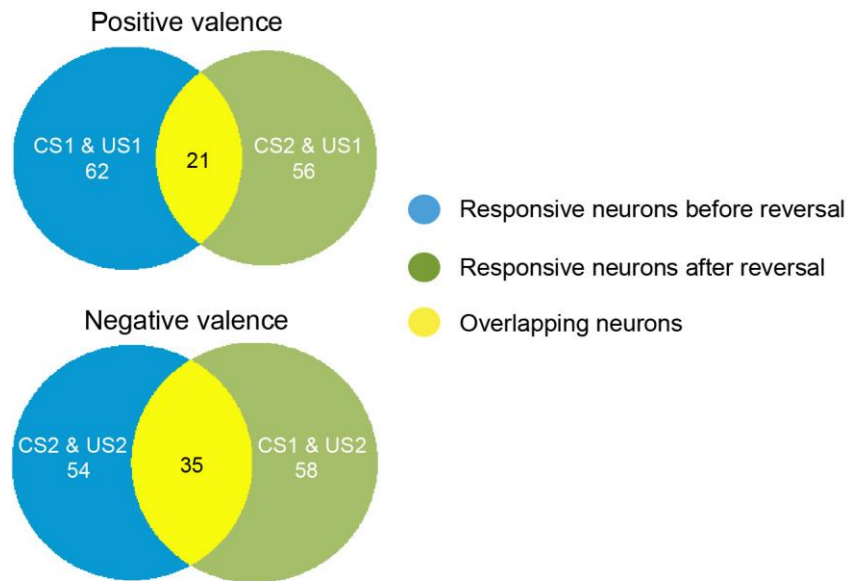 Positive valence
CS1 & US1
62
21
CS2 & US1
56
Responsive neurons before reversal
Responsive neurons after reversal
Overlapping neurons
Negative valence
CS2 & US2
54
35
CS1 & US2
58